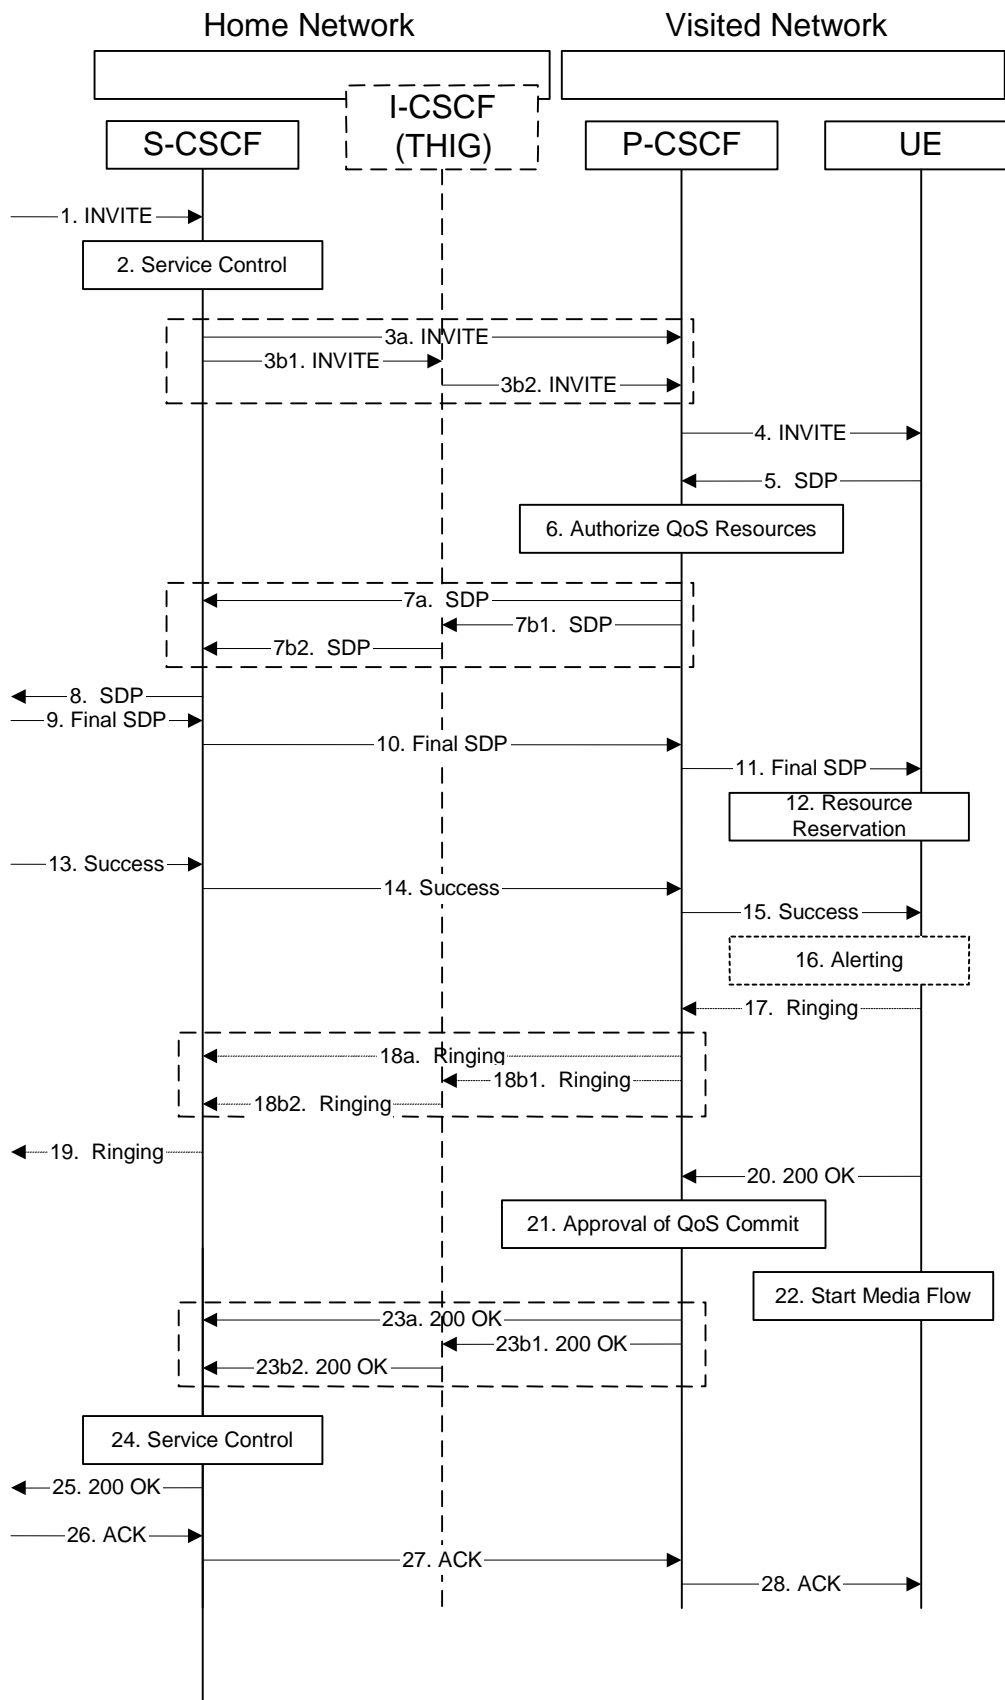 Home Network
Visited Network
I-CSCF
(THIG)
S-CSCF
P-CSCF
UE
1. INVITE
2. Service Control
3a. INVITE
3b1. INVITE
3b2. INVITE
4. INVITE
5. SDP
6. Authorize QoS Resources
7a. SDP
7b1. SDP
7b2. SDP
8. SDP
9. Final SDP
10. Final SDP
11. Final SDP
12. Resource
Reservation
13. Success
14. Success
15. Success
16. Alerting
17. Ringing
18a. Ringing
18b1. Ringing
18b2. Ringing
19. Ringing
20. 200 OK
21. Approval of QoS Commit
22. Start Media Flow
23a. 200 OK
23b1. 200 OK
23b2. 200 OK
24. Service Control
25. 200 OK
26. ACK
27. ACK
28. ACK